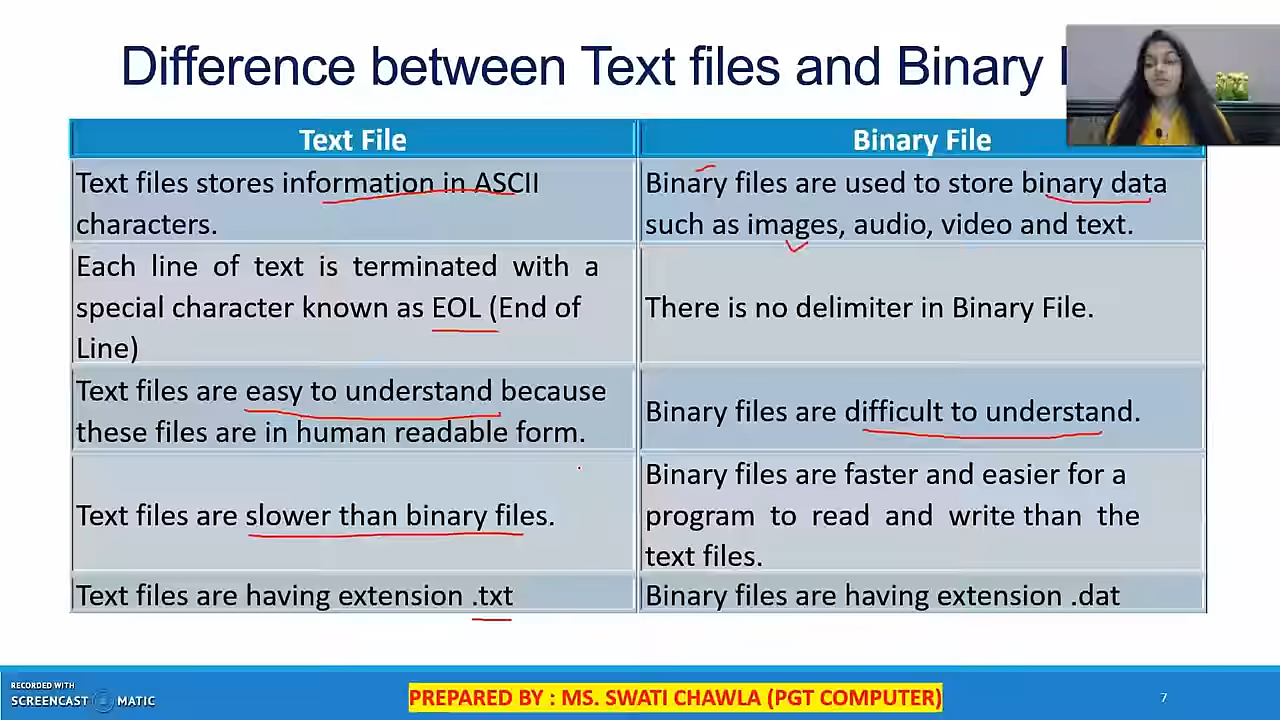 Difference between Text files and Binary
Text File
Binary File
Text files stores information in ASCII
characters.
Binary files are used to store binary data
such as images, audio, video and text.
Each line of text is terminated with a
special character known as EOL (End of
Line)
There is no delimiter in Binary File.
Text files are easy to understand because
these files are in human readable form.
Binary files are difficult to understand.
Text files are slower than binary files.
Binary files are faster and easier for a
program to read and write than the
text files.
Text files are having extension .txt
Binary files are having extension .dat
RECORDED WITH
SCREENCAST MATIC
PREPARED BY : MS. SWATI CHAWLA (PGT COMPUTER)
7